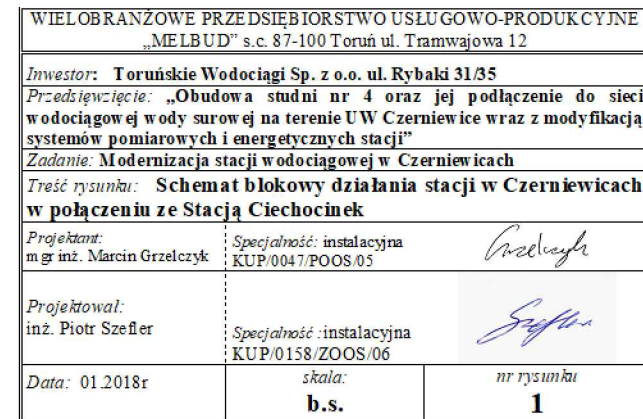 WIELOBRANŻOWE PRZEDSIĘBIORSTWO USŁUGOWO-PRODUKCYJNE
„MELBUD” s.c. 87-100 Toruń ul. Tramwajowa 12
Inwestor: Toruńskie Wodociągi Sp. z o.o. ul. Rybaki 31/35
Przedsięwzięcie: „Obudowa studni nr 4 oraz jej podłączenie do sieci
wodociągowej wody surowej na terenie UW Czerniewice wraz z modyfikacją
systemów pomiarowych i energetycznych stacji”
Zadanie: Modernizacja stacji wodociągowej w Czerniewicach
Treść rysunku: Schemat blokowy działania stacji w Czerniewicach
w połączeniu ze Stacją Ciechocinek
Projektant:
mgr inż. Marcin Grzelczyk
Specjalność: instalacyjna
KUP/0047/POOS/05
Grzelczyk
Projektował:
inż. Piotr Szefler
Specjalność :instalacyjna
KUP/0158/ZOOS/06
Szefler
Data: 01.2018r
skala:
b.s.
nr rysunku
1